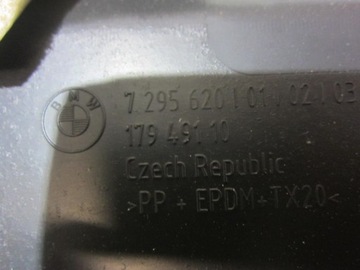 BMW
7 295 620 | 01 | 02 | 03
179 491 10
Czech Republic
>PP + EPDM+TX20<